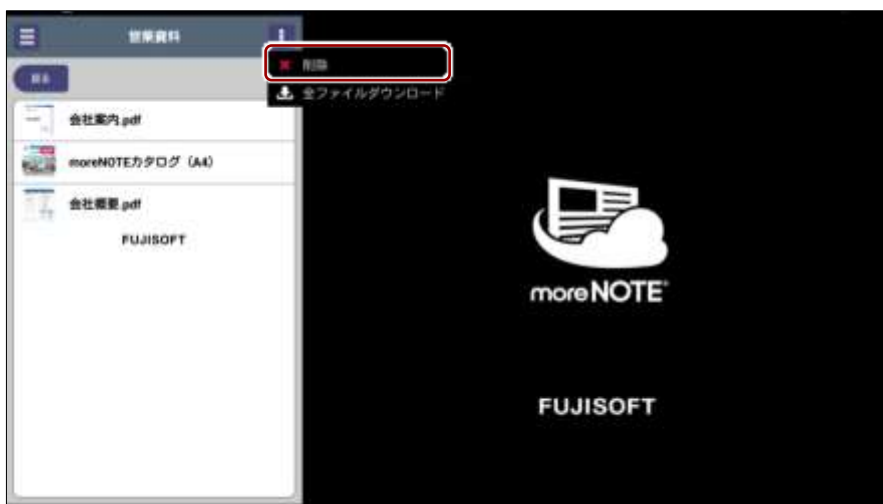 営業資料
削除
戻る
全ファイルダウンロード
会社案内.pdf
moreNOTEカタログ（A4）
会社概要.pdf
FUJISOFT
moreNOTE®
FUJISOFT